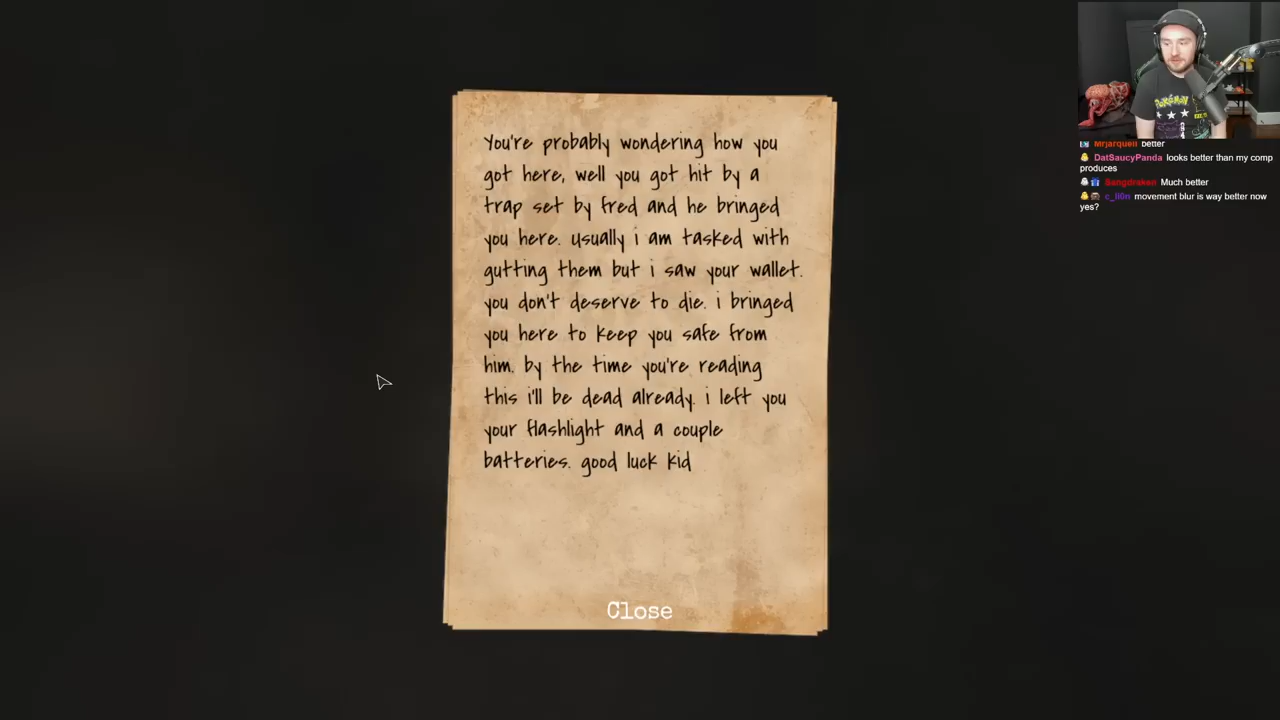 You're probably wondering how you
got here, well you got hit by a
trap set by fred and he bringed
you here. usually i am tasked with
gutting them but i saw your wallet.
you don't deserve to die. i bringed
you here to keep you safe from
him. by the time you're reading
this i'll be dead already. i left you
your flashlight and a couple
batteries. good luck kid
Close
POKéMON
better
DatSaucyPanda looks better than my comp
produces
Much better
movement blur is way better now
yes?